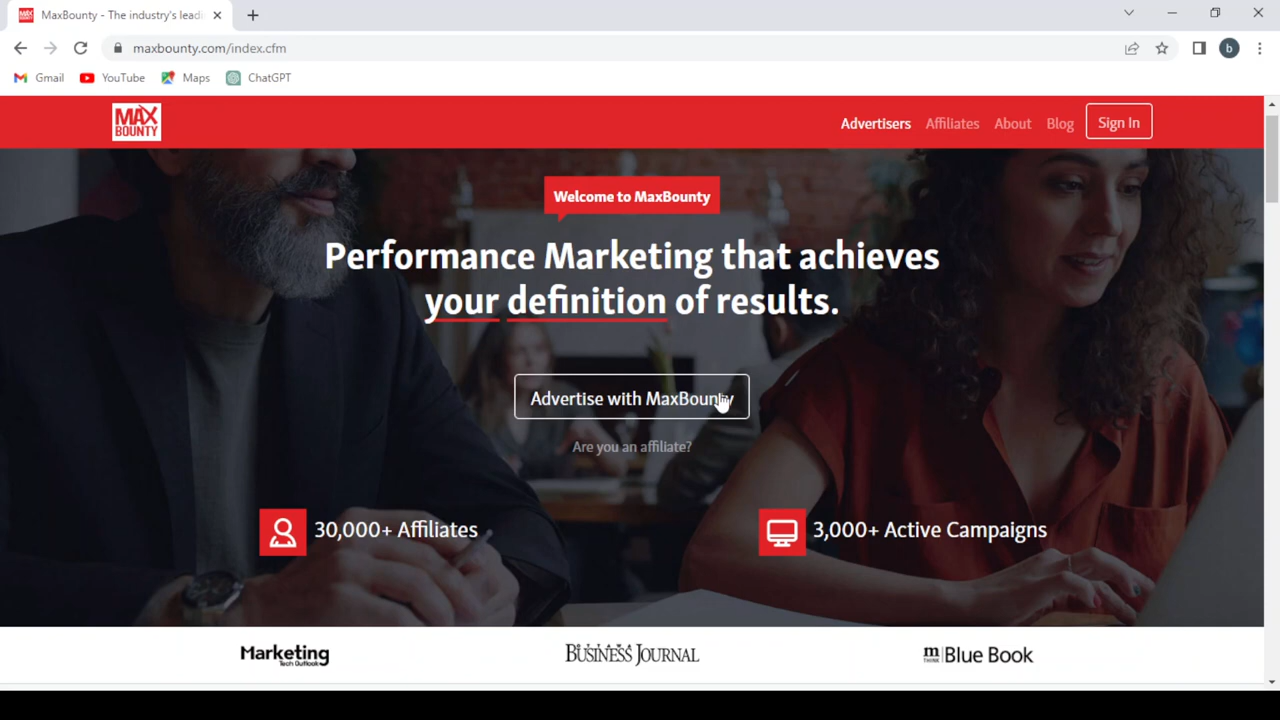 MaxBounty - The industry's leadi
maxbounty.com/index.cfm
b
Gmail
YouTube
Maps
ChatGPT
MAX
BOUNTY
Advertisers
Affiliates
About
Blog
Sign In
Welcome to MaxBounty
Performance Marketing that achieves
your definition of results.
Advertise with MaxBounty
Are you an affiliate?
30,000+ Affiliates
3,000+ Active Campaigns
Marketing
Tech Outlook
BUSINESS JOURNAL
m
THINK
Blue Book